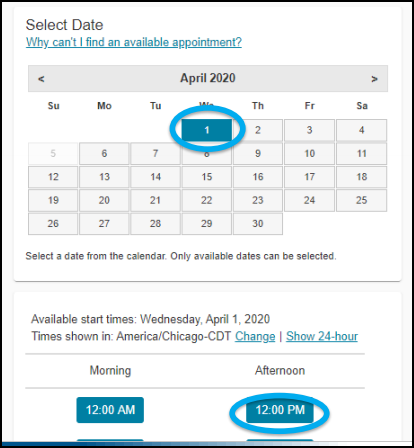 Select Date
Why can't I find an available appointment?
< April 2020 >
Su Mo Tu We Th Fr Sa
1 2 3 4
5 6 7 8 9 10 11
12 13 14 15 16 17 18
19 20 21 22 23 24 25
26 27 28 29 30
Select a date from the calendar. Only available dates can be selected.
Available start times: Wednesday, April 1, 2020
Times shown in: America/Chicago-CDT Change | Show 24-hour
Morning Afternoon
12:00 AM 12:00 PM